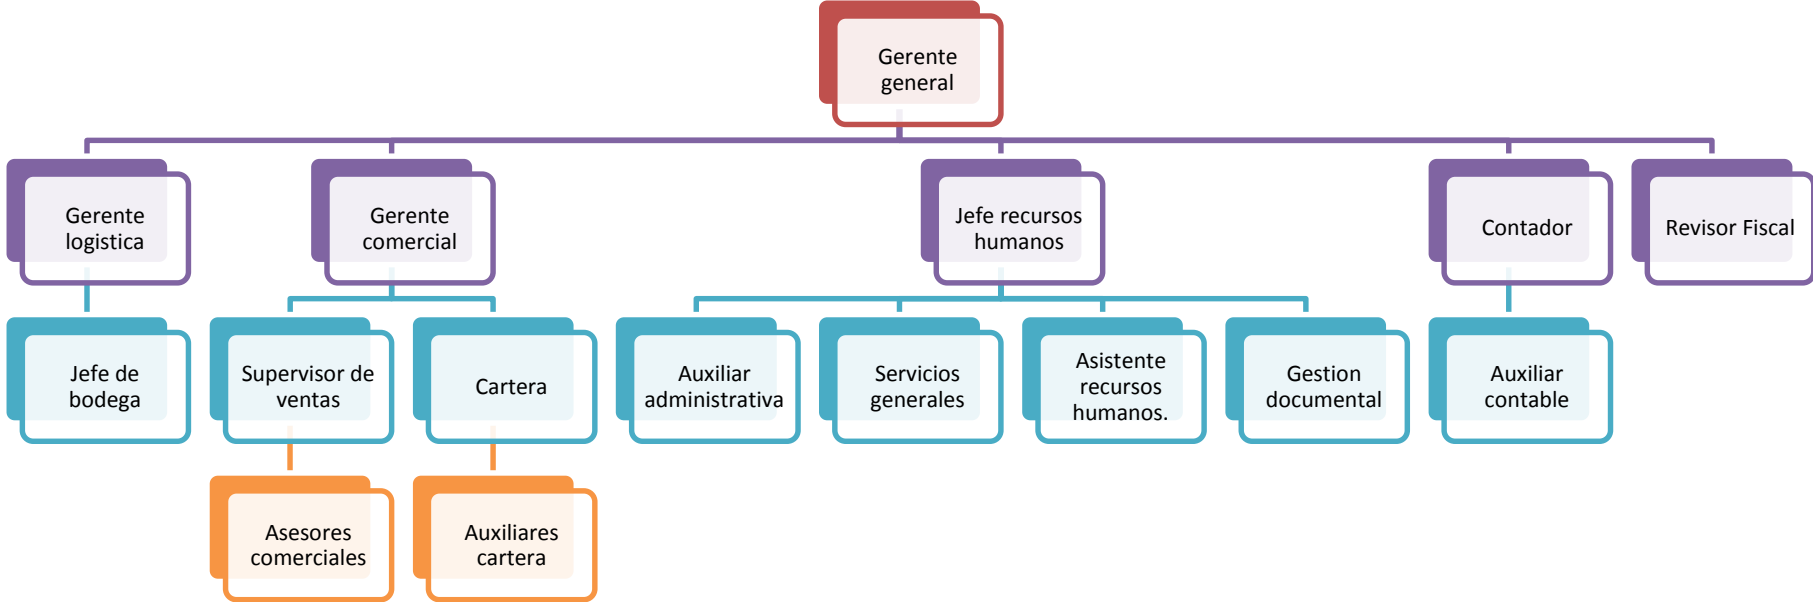 Gerente
general
Gerente
logistica
Gerente
comercial
Jefe recursos
humanos
Contador
Revisor Fiscal
Jefe de
bodega
Supervisor de
ventas
Cartera
Auxiliar
administrativa
Servicios
generales
Asistente
recursos
humanos.
Gestion
documental
Auxiliar
contable
Asesores
comerciales
Auxiliares
cartera